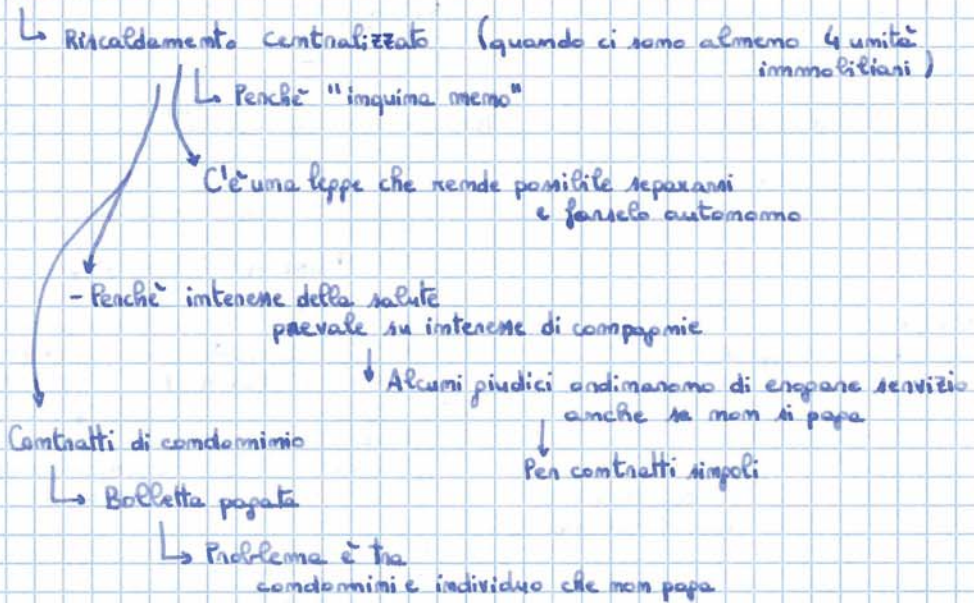 Riscaldamento centralizzato (quando ci sono almeno 4 unità
immobiliari)
Perchè "inquina meno"
C'è una legge che rende possibile separarsi
e farselo autonomo
- Perchè interesse della salute
prevale su interesse di compagnie
Alcuni giudici ordinarono di erogare servizio
anche se non si paga
Per contratti singoli
Contratti di condominio
Bolletta pagata
Problema è tra
condomini e individuo che non paga